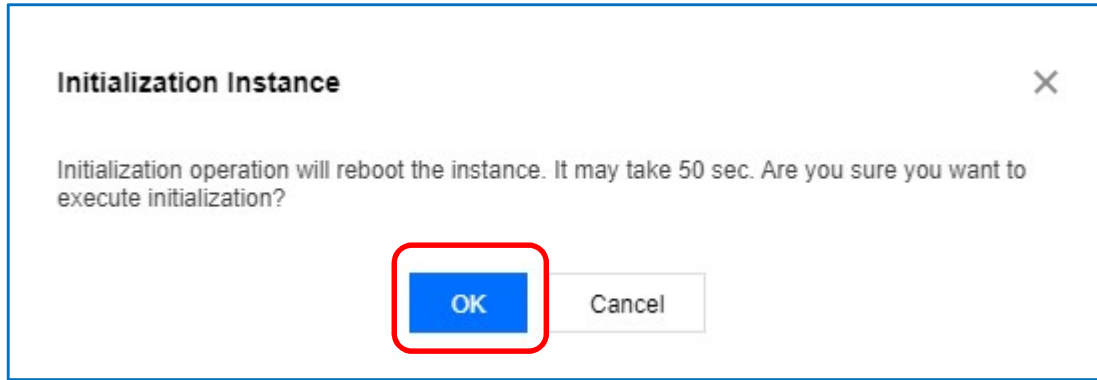 Initialization Instance
Initialization operation will reboot the instance. It may take 50 sec. Are you sure you want to
execute initialization?
OK
Cancel